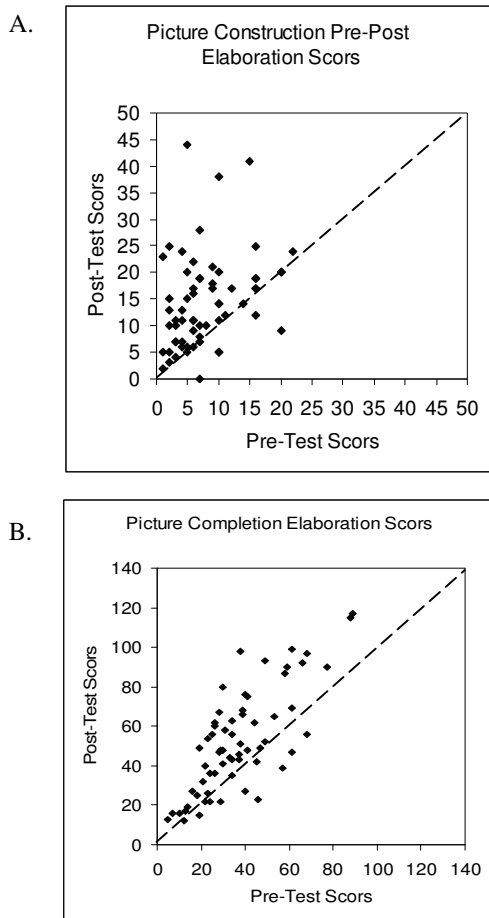 A.
Picture Construction Pre-Post
Elaboration Scors
50
45
40
35
30
25
20
15
10
5
0
Post-Test Scors
0 5 10 15 20 25 30 35 40 45 50
Pre-Test Scors
B.
Picture Completion Elaboration Scors
140
120
100
80
60
40
20
0
Post-Test Scors
0 20 40 60 80 100 120 140
Pre-Test Scors